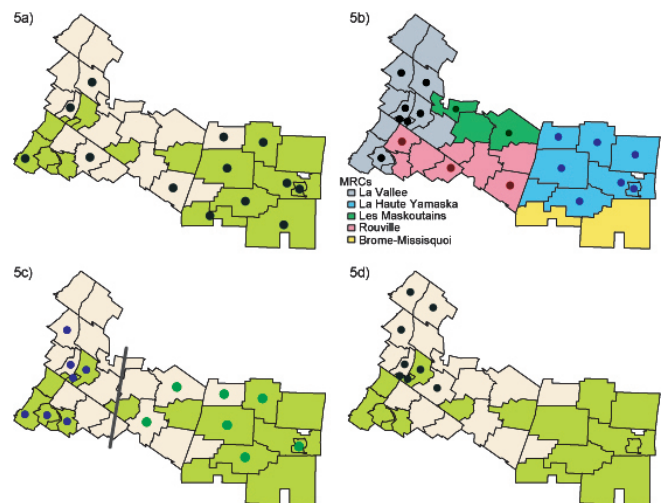 5a)
5b)
MRCs
La Vallee
La Haute Yamaska
Les Maskoutains
Rouville
Brome-Missisquoi
5c)
5d)